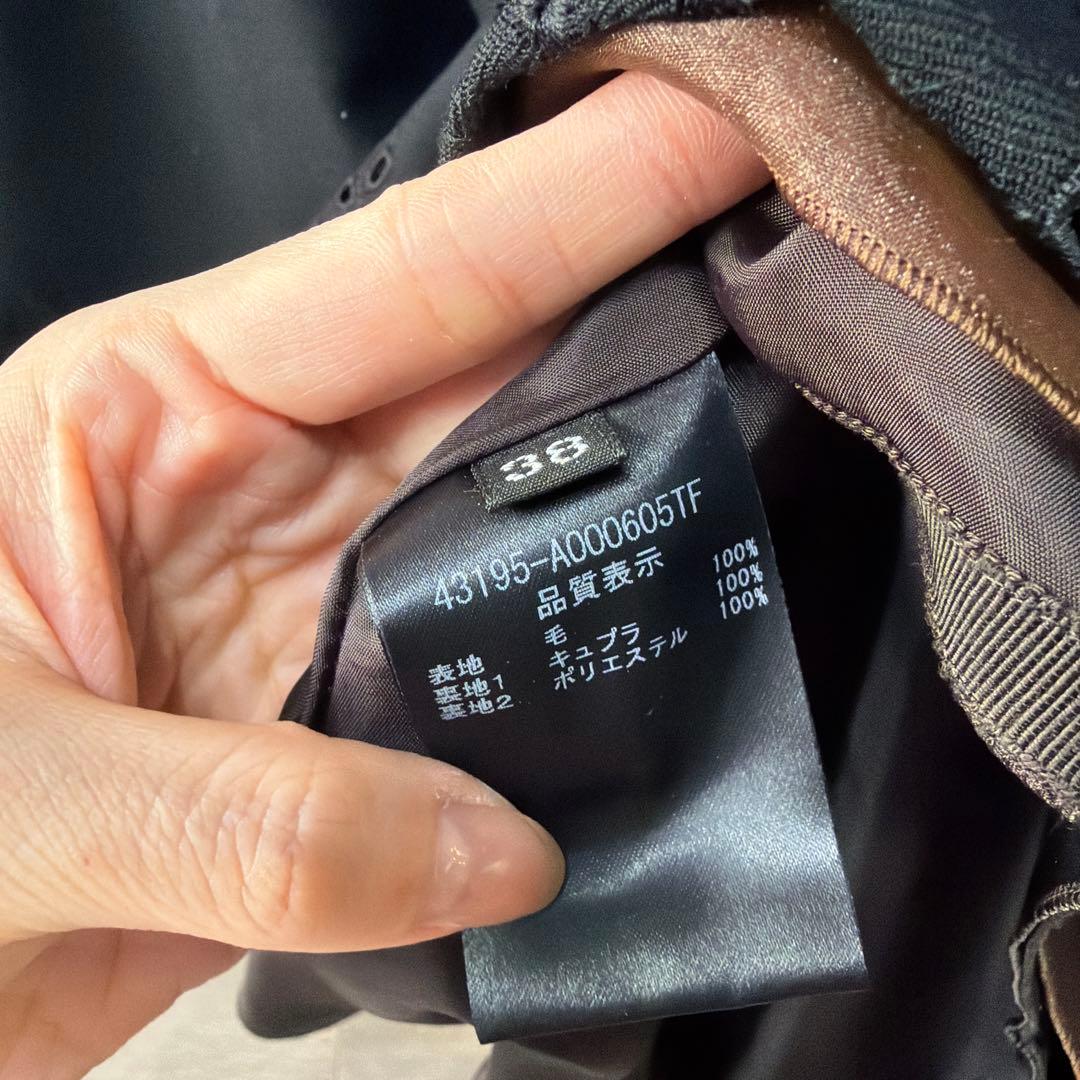 38
43195-A000605TF
品質表示
表地 毛 100%
裏地1 キュプラ 100%
裏地2 ポリエステル 100%